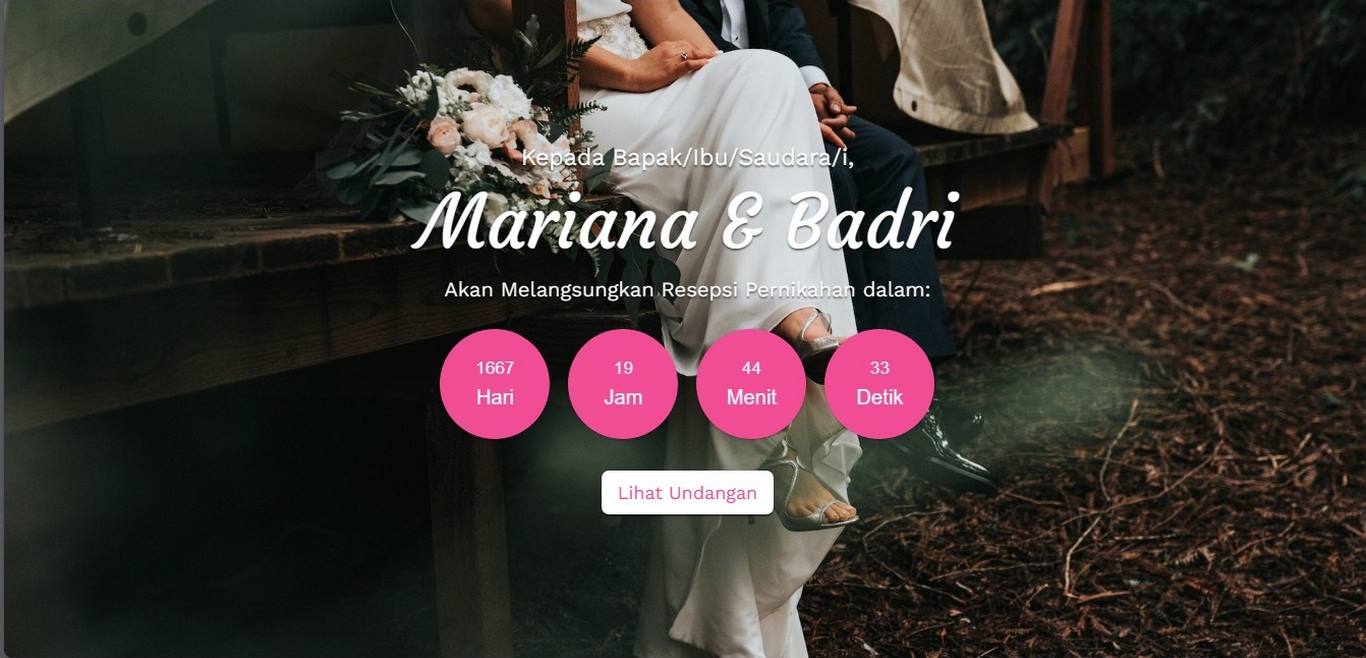 Kepada Bapak/Ibu/Saudara/i,
Mariana & Badri
Akan Melangsungkan Resepsi Pernikahan dalam:
1667 19 44 33
Hari Jam Menit Detik
Lihat Undangan